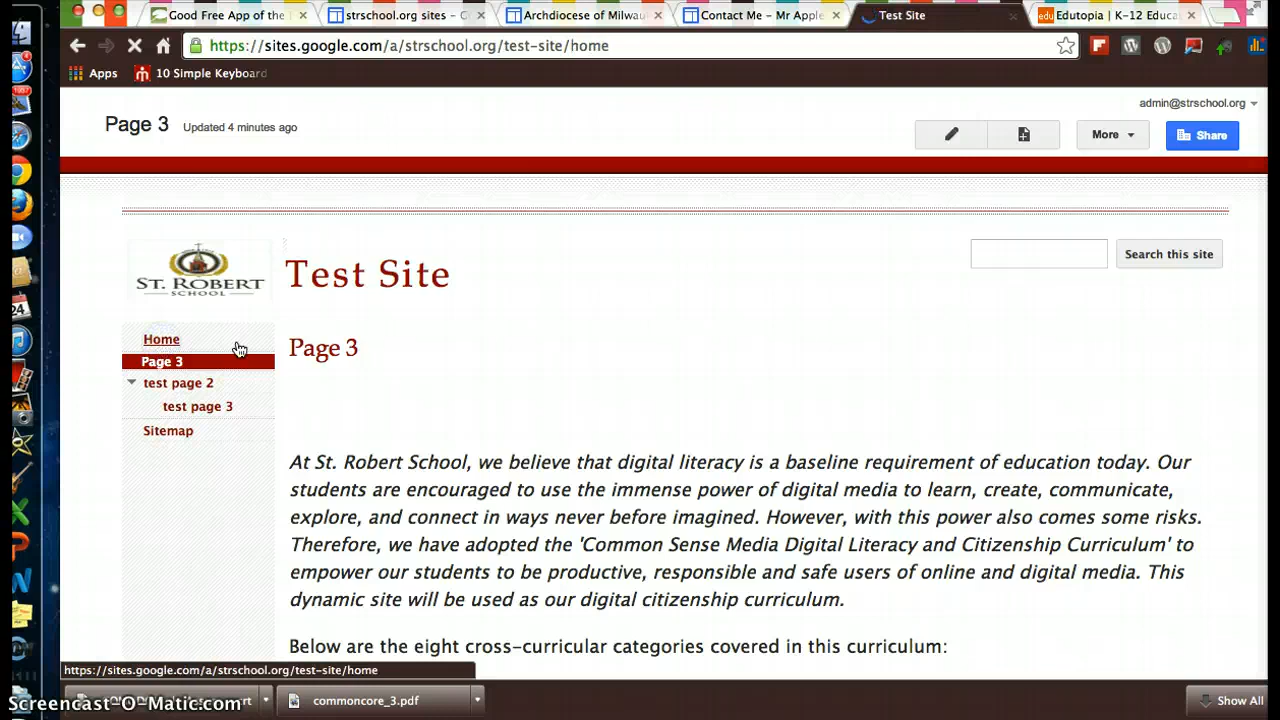 Good Free App of the
strschool.org sites – G
Archdiocese of Milwau
Contact Me – Mr Apple
Test Site
edu
Edutopia | K-12 Educa
https://sites.google.com/a/strschool.org/test-site/home
Apps
10 Simple Keyboard
admin@strschool.org
Page 3
Updated 4 minutes ago
More
Share
ST. ROBERT
SCHOOL
Test Site
Search this site
Home
Page 3
Page 3
test page 2
test page 3
Sitemap
At St. Robert School, we believe that digital literacy is a baseline requirement of education today. Our
students are encouraged to use the immense power of digital media to learn, create, communicate,
explore, and connect in ways never before imagined. However, with this power also comes some risks.
Therefore, we have adopted the 'Common Sense Media Digital Literacy and Citizenship Curriculum' to
empower our students to be productive, responsible and safe users of online and digital media. This
dynamic site will be used as our digital citizenship curriculum.
Below are the eight cross-curricular categories covered in this curriculum:
https://sites.google.com/a/strschool.org/test-site/home
commoncore_3.pdf
Show All
Screencast-O-Matic.com